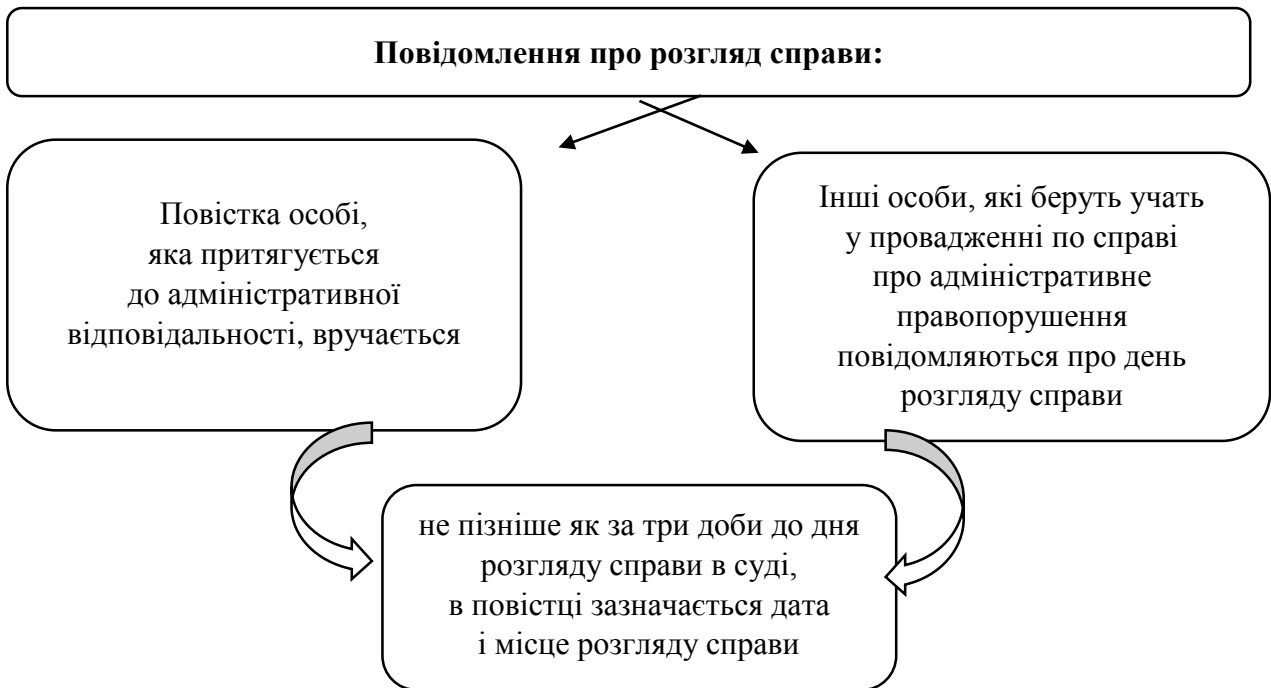 Повідомлення про розгляд справи:
Повістка особі,
яка притягується
до адміністративної
відповідальності, вручається
Інші особи, які беруть учать
у провадженні по справі
про адміністративне
правопорушення
повідомляються про день
розгляду справи
не пізніше як за три доби до дня
розгляду справи в суді,
в повістці зазначається дата
і місце розгляду справи